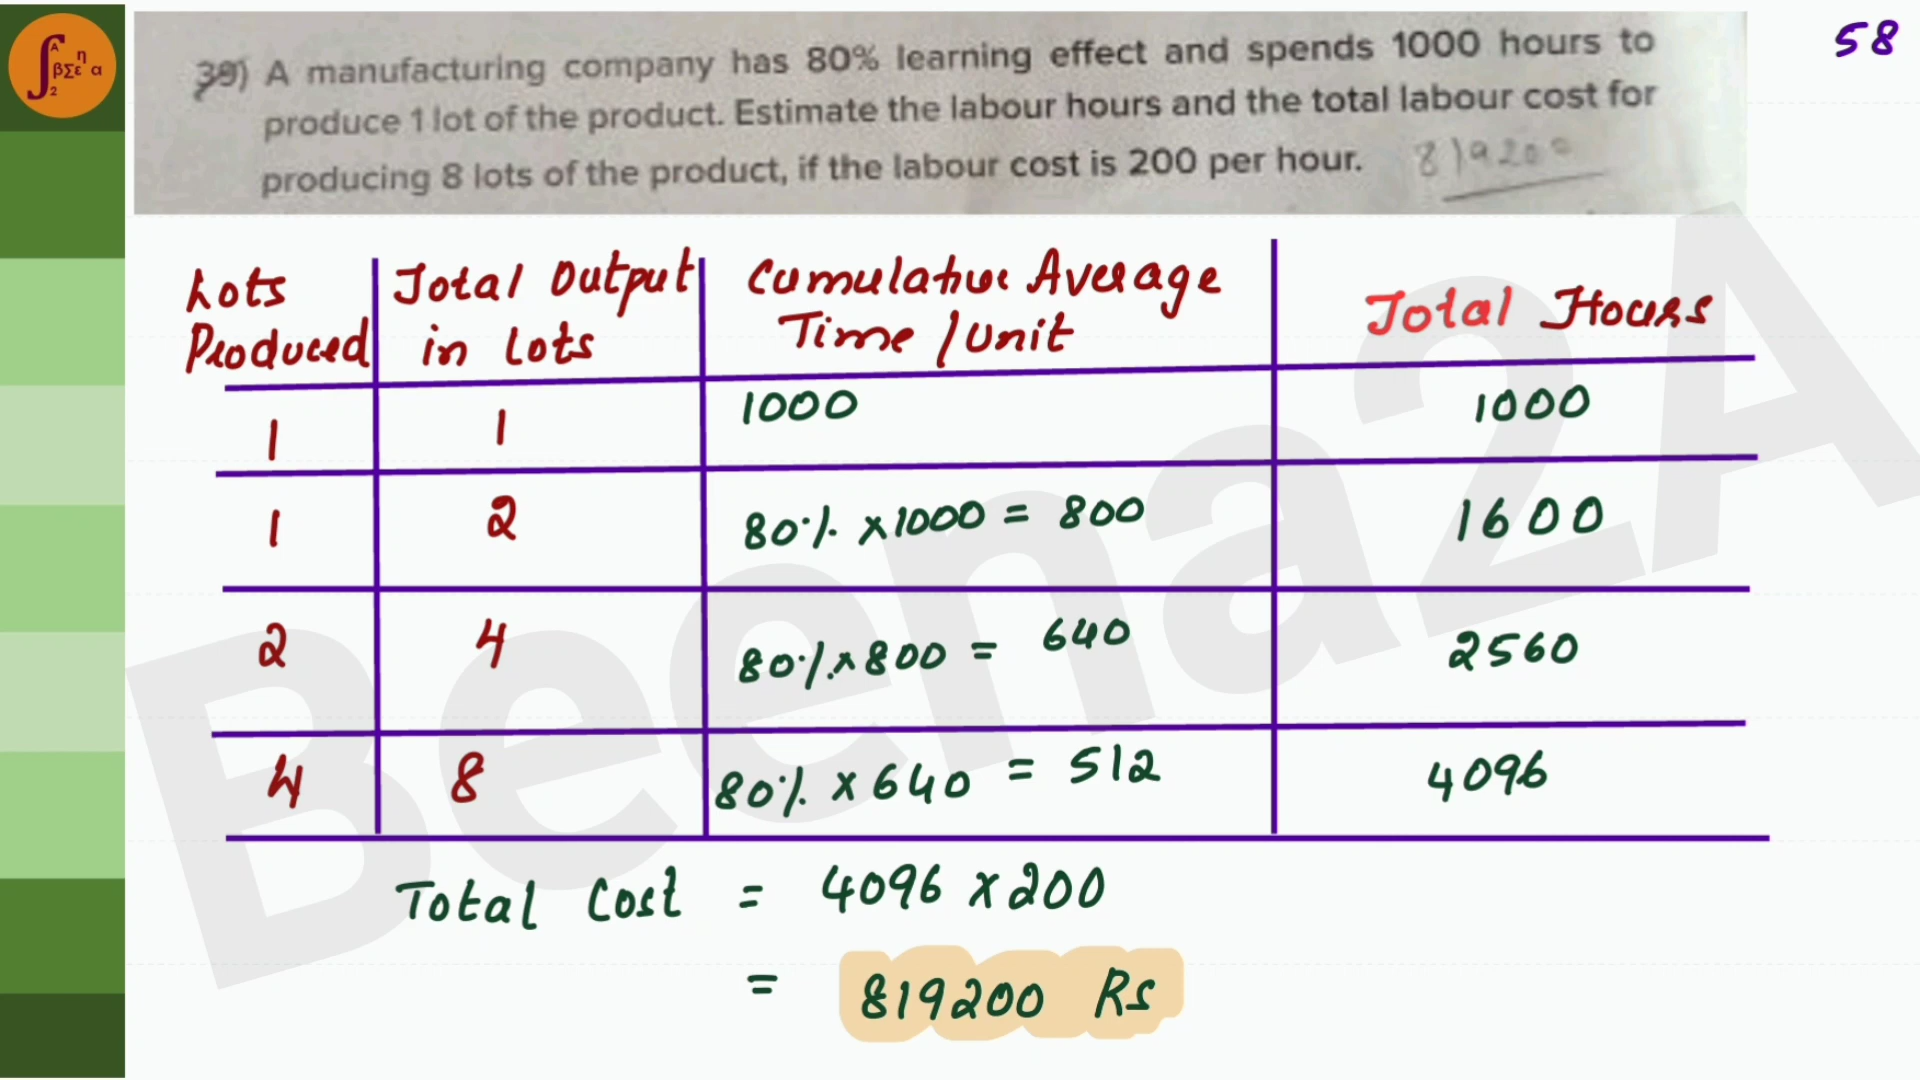 58
39) A manufacturing company has 80% learning effect and spends 1000 hours to
produce 1 lot of the product. Estimate the labour hours and the total labour cost for
producing 8 lots of the product, if the labour cost is 200 per hour. 819200
Lots Produced | Total Output in Lots | Cumulative Average Time / Unit | Total Hours
1 | 1 | 1000 | 1000
1 | 2 | 80% x 1000 = 800 | 1600
2 | 4 | 80% x 800 = 640 | 2560
4 | 8 | 80% x 640 = 512 | 4096
Total Cost = 4096 x 200
= 819200 Rs
Beena2A